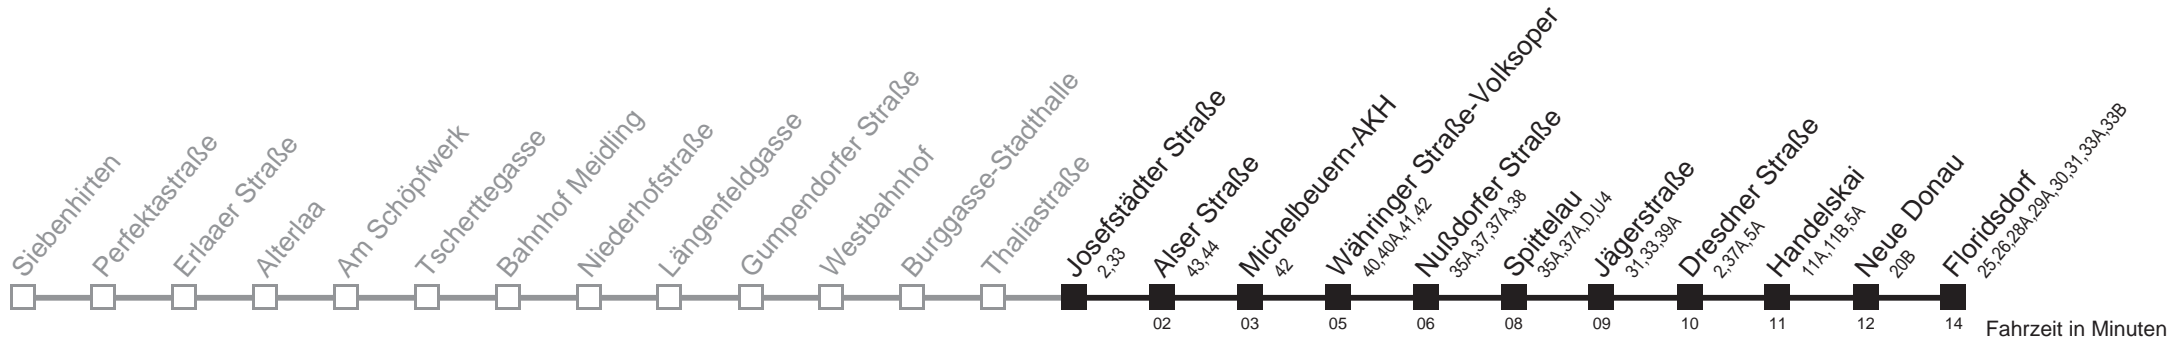 Siebenhirten
Perfektastraße
Erlaaer Straße
Alterlaa
Am Schöpfwerk
Tscherttegasse
Bahnhof Meidling
Niederhofstraße
Längenfeldgasse
Gumpendorfer Straße
Westbahnhof
Burggasse-Stadthalle
Thaliastraße
Josefstädter Straße
2,33
Alser Straße
43,44
Michelbeuern-AKH
42
Währinger Straße-Volksoper
40,40A,41,42
Nußdorfer Straße
35A,37,37A,38
Spittelau
35A,37A,D,U4
Jägerstraße
31,33,39A
Dresdner Straße
2,37A,5A
Handelskai
11A,11B,5A
Neue Donau
20B
Floridsdorf
25,26,28A,29A,30,31,33A,33B
02 03 05 06 08 09 10 11 12 14 Fahrzeit in Minuten